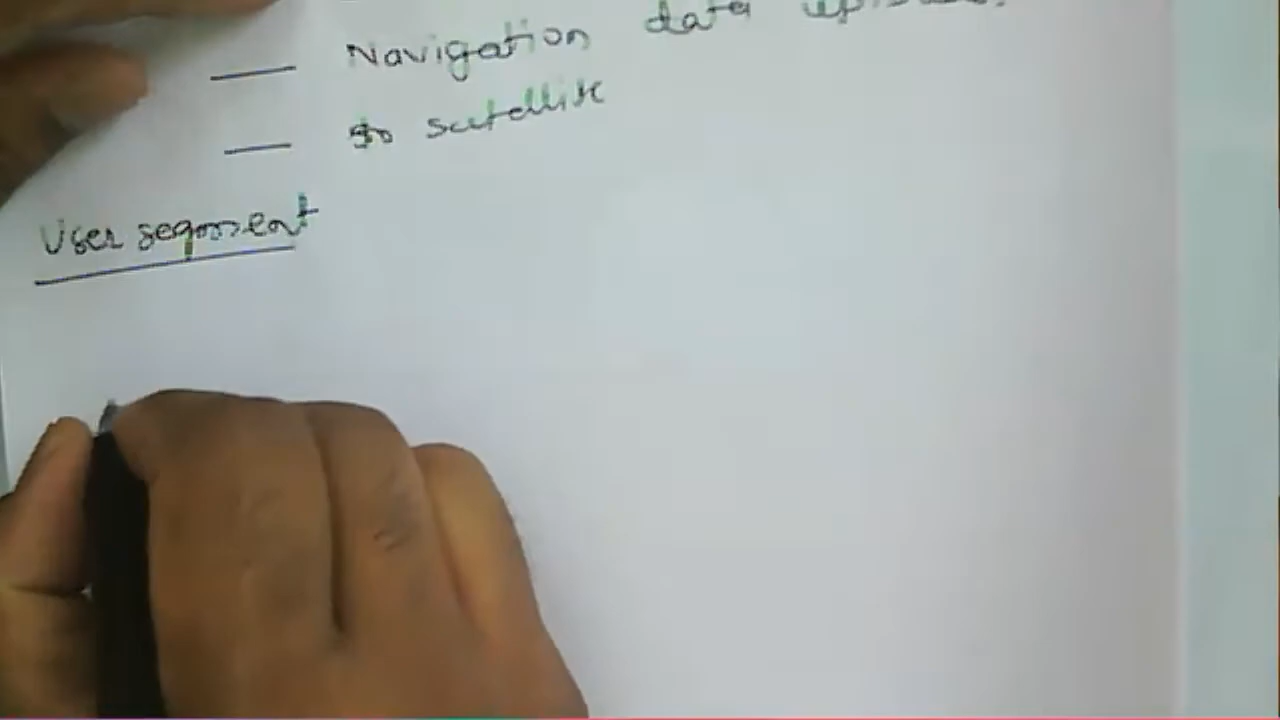 — Navigation data
— to satellite
User segment